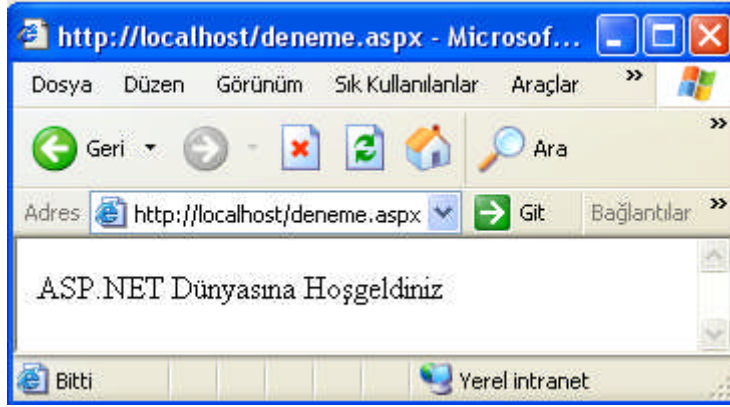 http://localhost/deneme.aspx - Microsof...
Dosya Düzen Görünüm Sık Kullanılanlar Araçlar »
Geri Ara »
Adres http://localhost/deneme.aspx Git Bağlantılar »
ASP.NET Dünyasına Hoşgeldiniz
Bitti Yerel intranet